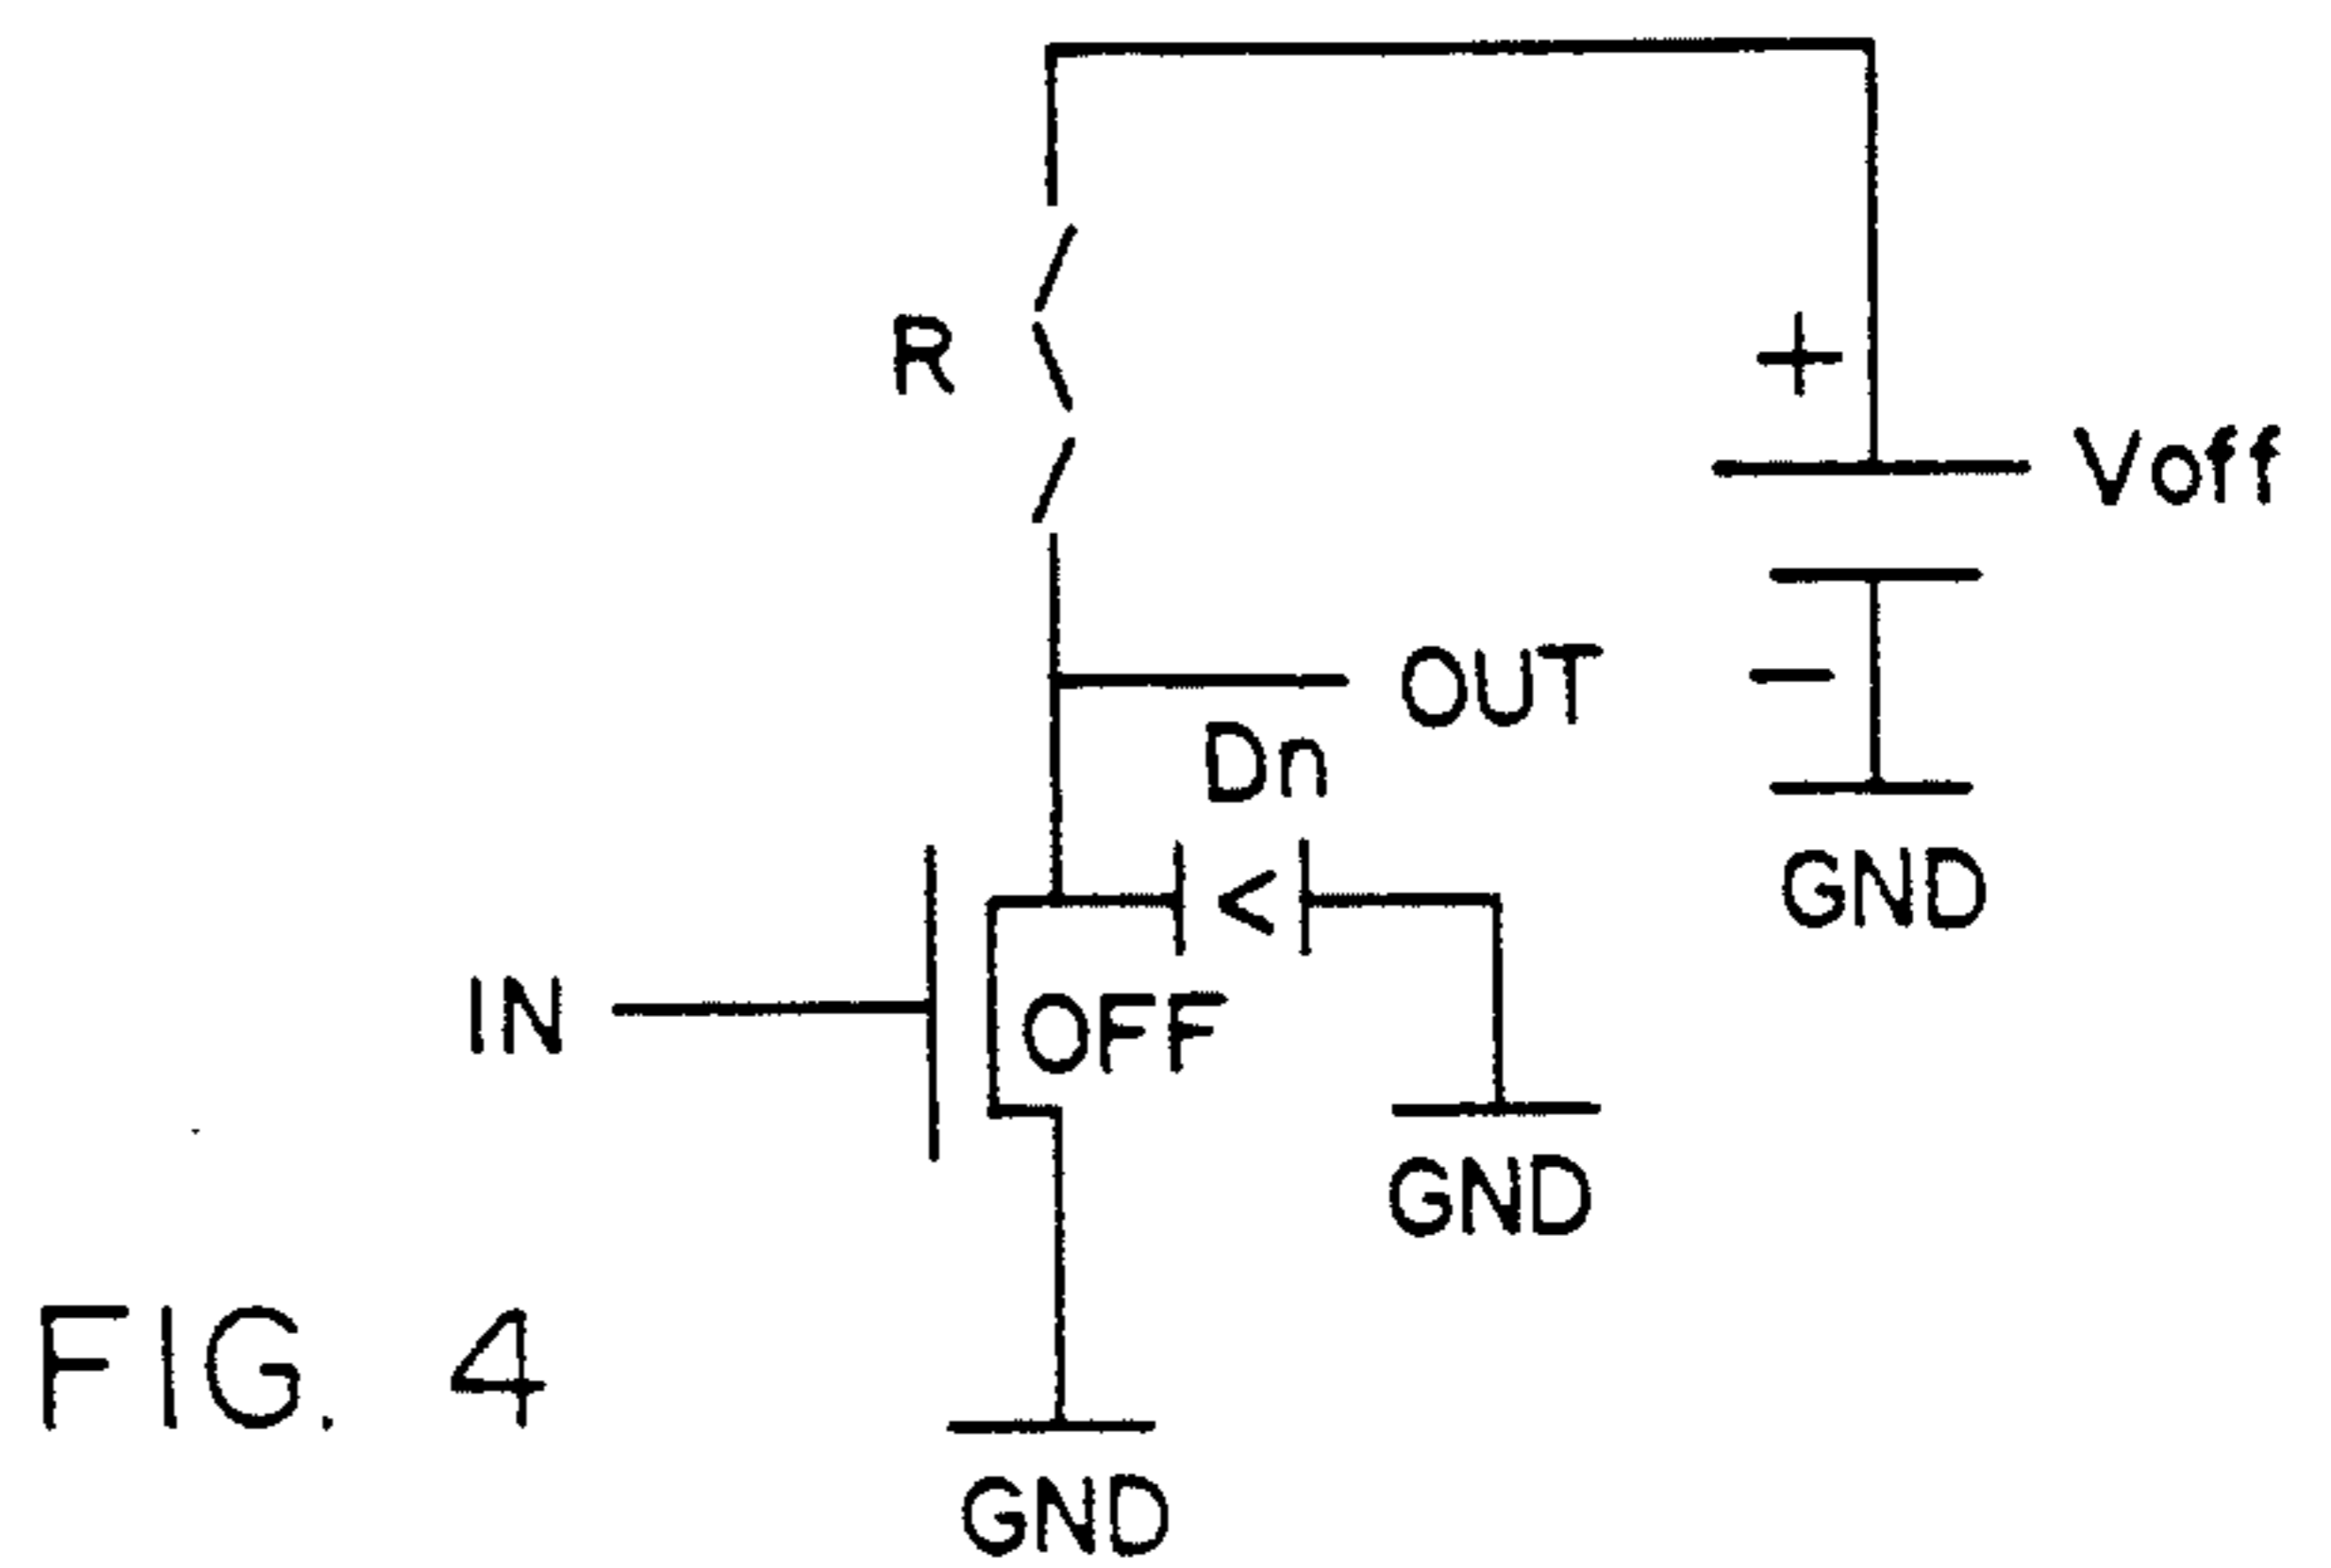 R
+
Voff
OUT
-
Dn
<
GND
IN
OFF
GND
FIG. 4
GND